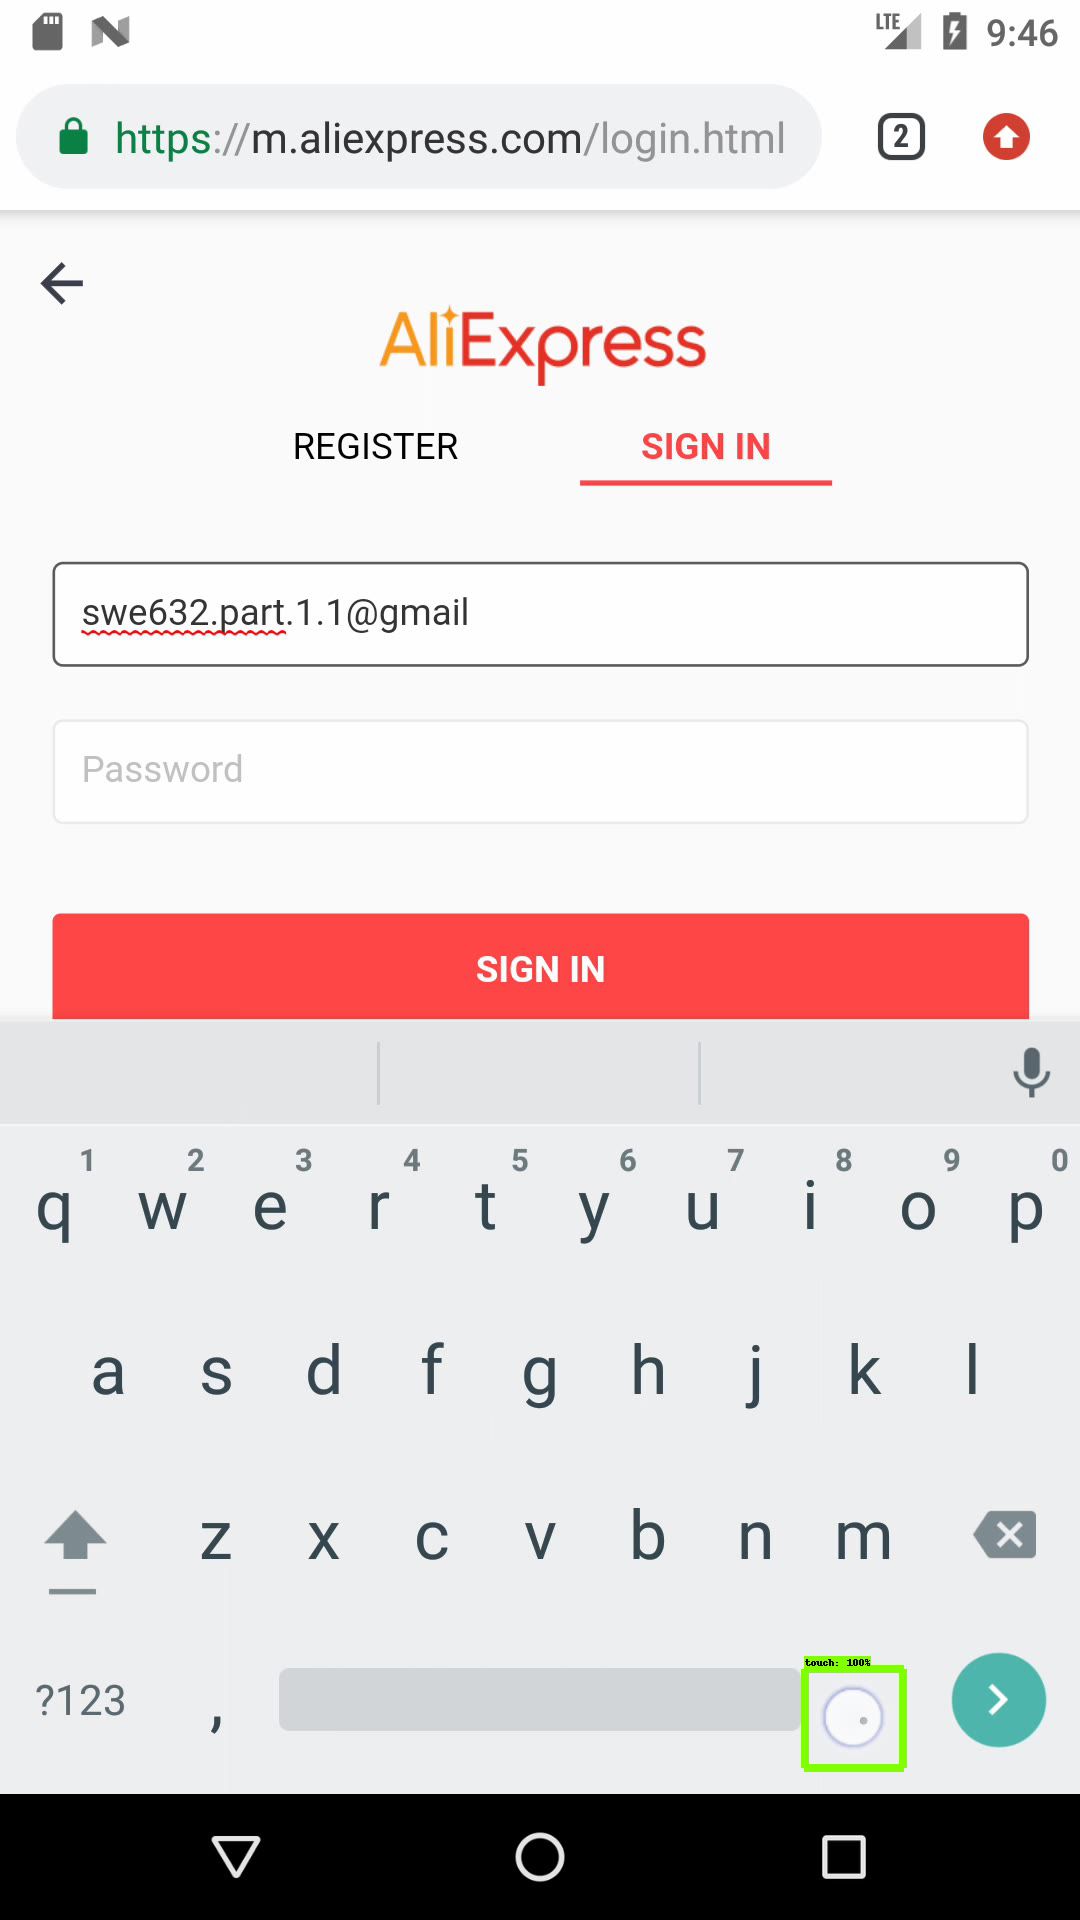 LTE 9:46
https://m.aliexpress.com/login.html 2
AliExpress
REGISTER SIGN IN
swe632.part.1.1@gmail
Password
SIGN IN
1 2 3 4 5 6 7 8 9 0
q w e r t y u i o p
a s d f g h j k l
z x c v b n m
touch: 100%
?123 , .